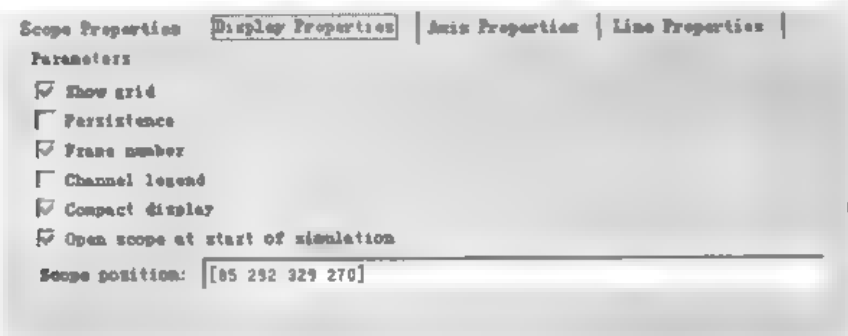 Scope Properties Display Properties Axis Properties Line Properties
Parameters
Show grid
Persistence
Frame number
Channel legend
Compact display
Open scope at start of simulation
Scope position: [85 292 329 270]